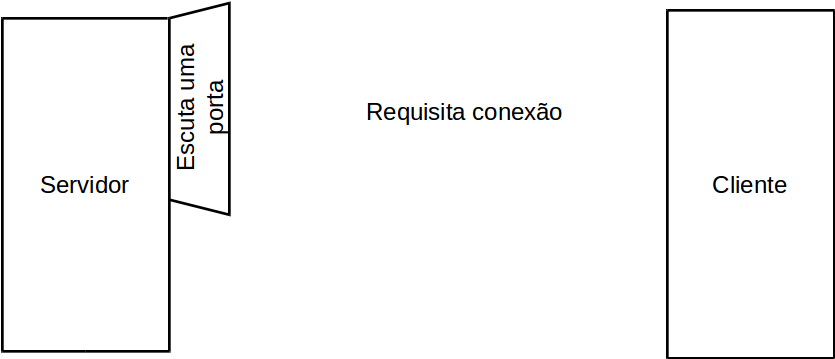 Servidor
Escuta uma
porta
Requisita conexão
Cliente